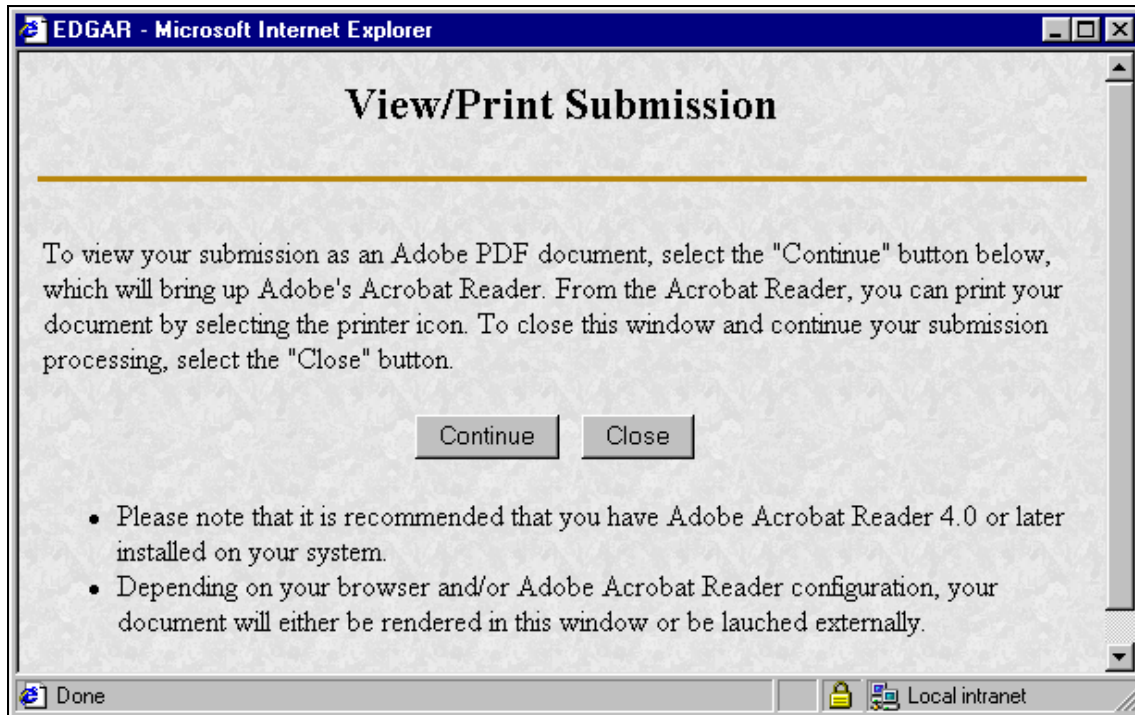 EDGAR - Microsoft Internet Explorer
View/Print Submission
To view your submission as an Adobe PDF document, select the "Continue" button below,
which will bring up Adobe's Acrobat Reader. From the Acrobat Reader, you can print your
document by selecting the printer icon. To close this window and continue your submission
processing, select the "Close" button.
Continue Close
• Please note that it is recommended that you have Adobe Acrobat Reader 4.0 or later
installed on your system.
• Depending on your browser and/or Adobe Acrobat Reader configuration, your
document will either be rendered in this window or be lauched externally.
Done Local intranet